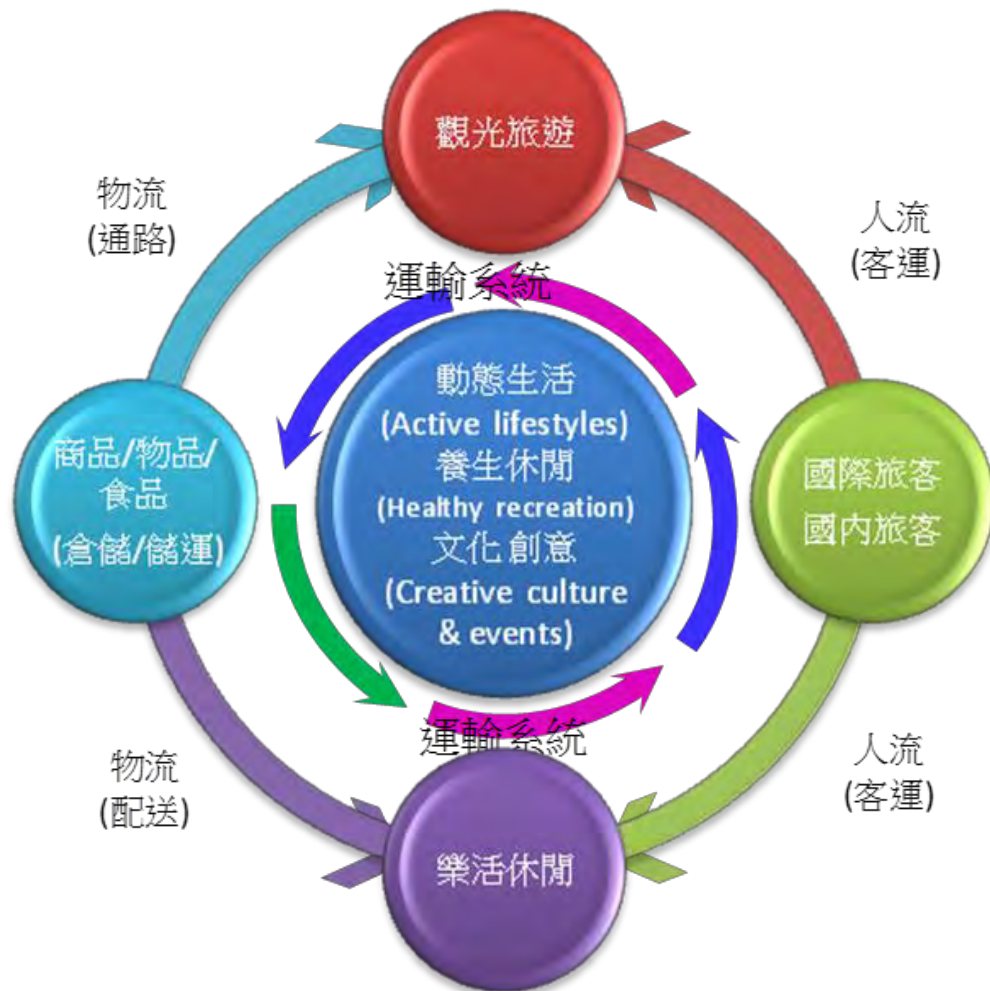 觀光旅遊
物流
(通路)
人流
(客運)
運輸系統
動態生活
(Active lifestyles)
養生休閒
(Healthy recreation)
文化創意
(Creative culture
& events)
商品/物品/
食品
(倉儲/儲運)
國際旅客
國內旅客
運輸系統
物流
(配送)
人流
(客運)
樂活休閒